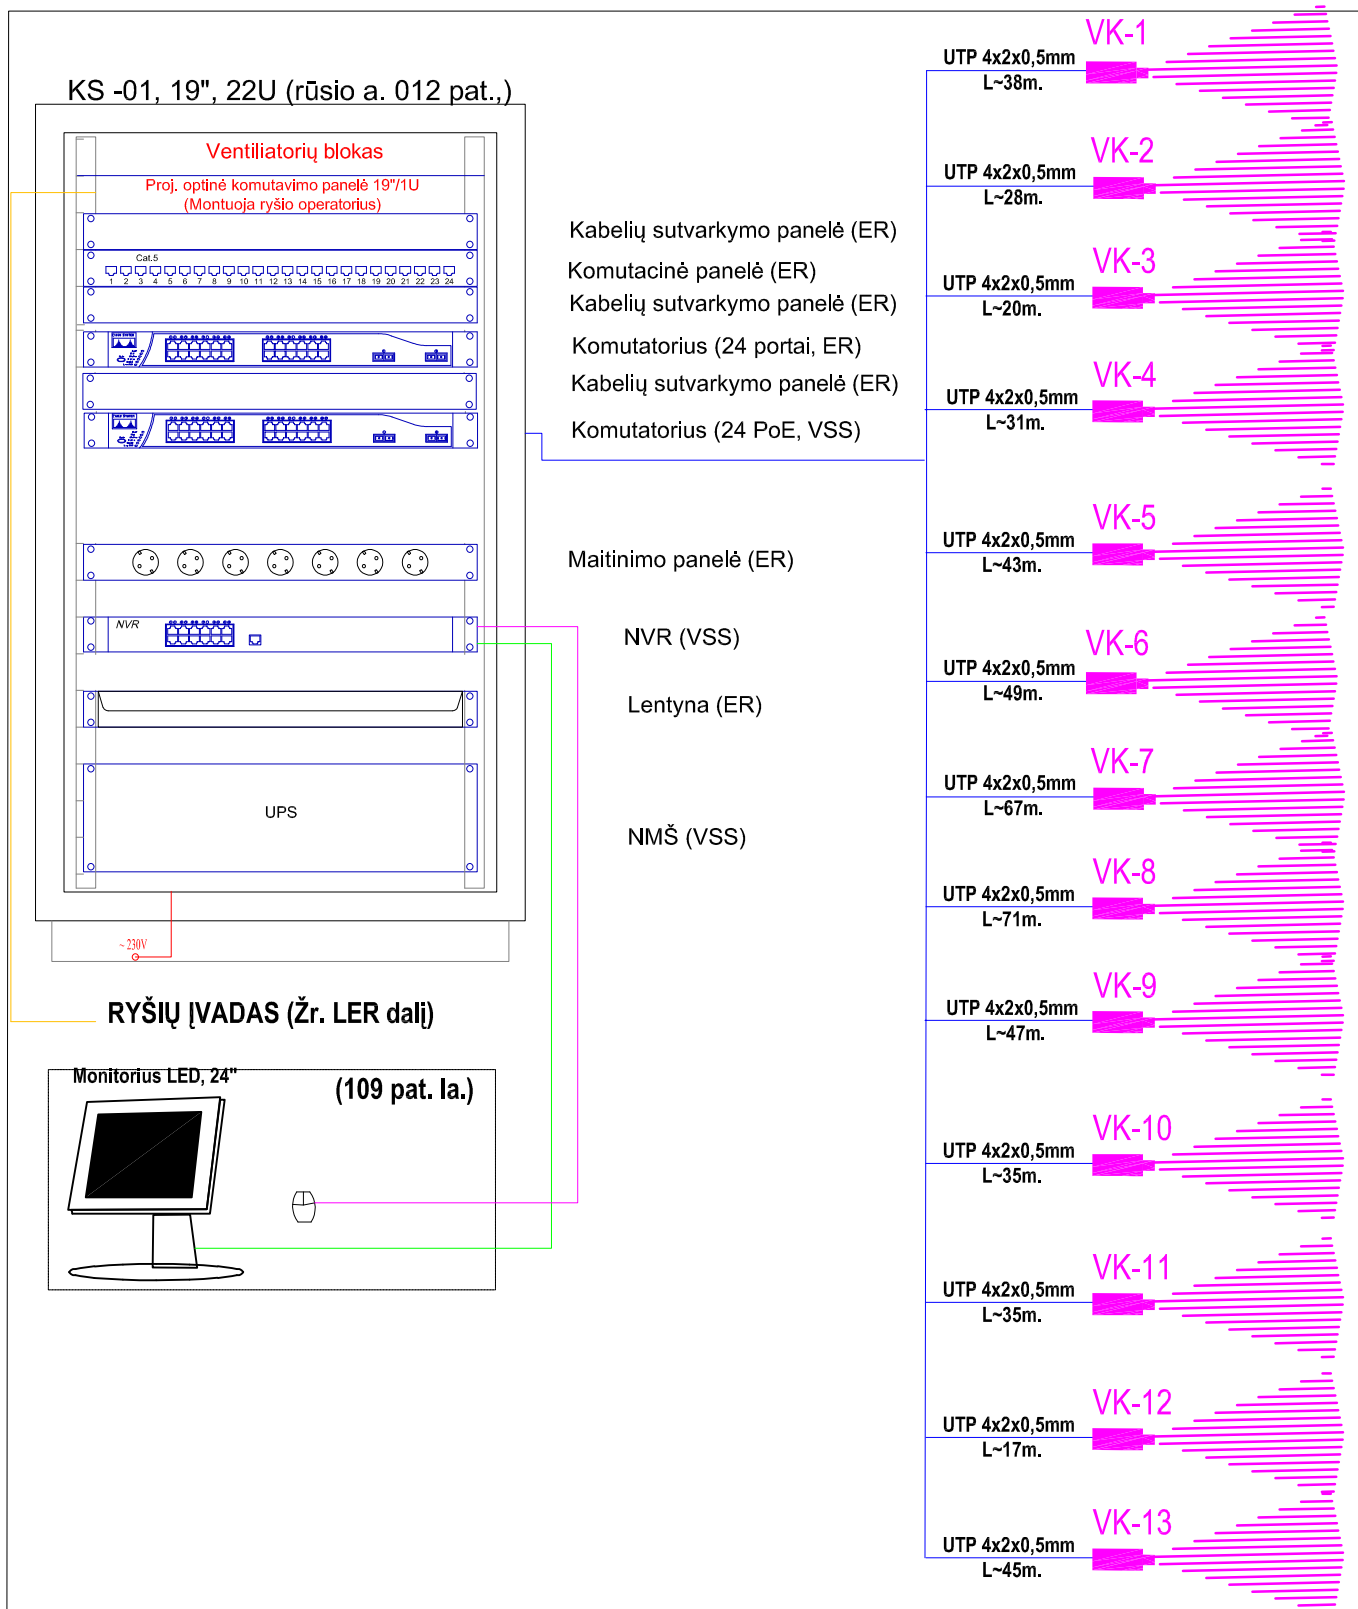 KS -01, 19", 22U (rūsio a. 012 pat.,)
Ventiliatorių blokas
Proj. optinė komutavimo panelė 19"/1U
(Montuoja ryšio operatorius)
Kabelių sutvarkymo panelė (ER)
Cat.5
1 2 3 4 5 6 7 8 9 10 11 12 13 14 15 16 17 18 19 20 21 22 23 24
Komutacinė panelė (ER)
Kabelių sutvarkymo panelė (ER)
Komutatorius (24 portai, ER)
Kabelių sutvarkymo panelė (ER)
Komutatorius (24 PoE, VSS)
Maitinimo panelė (ER)
NVR
NVR (VSS)
Lentyna (ER)
UPS
NMŠ (VSS)
~ 230V
RYŠIŲ ĮVADAS (Žr. LER dalį)
Monitorius LED, 24"
(109 pat. Ia.)
VK-1
UTP 4x2x0,5mm
L~38m.
VK-2
UTP 4x2x0,5mm
L~28m.
VK-3
UTP 4x2x0,5mm
L~20m.
VK-4
UTP 4x2x0,5mm
L~31m.
VK-5
UTP 4x2x0,5mm
L~43m.
VK-6
UTP 4x2x0,5mm
L~49m.
VK-7
UTP 4x2x0,5mm
L~67m.
VK-8
UTP 4x2x0,5mm
L~71m.
VK-9
UTP 4x2x0,5mm
L~47m.
VK-10
UTP 4x2x0,5mm
L~35m.
VK-11
UTP 4x2x0,5mm
L~35m.
VK-12
UTP 4x2x0,5mm
L~17m.
VK-13
UTP 4x2x0,5mm
L~45m.